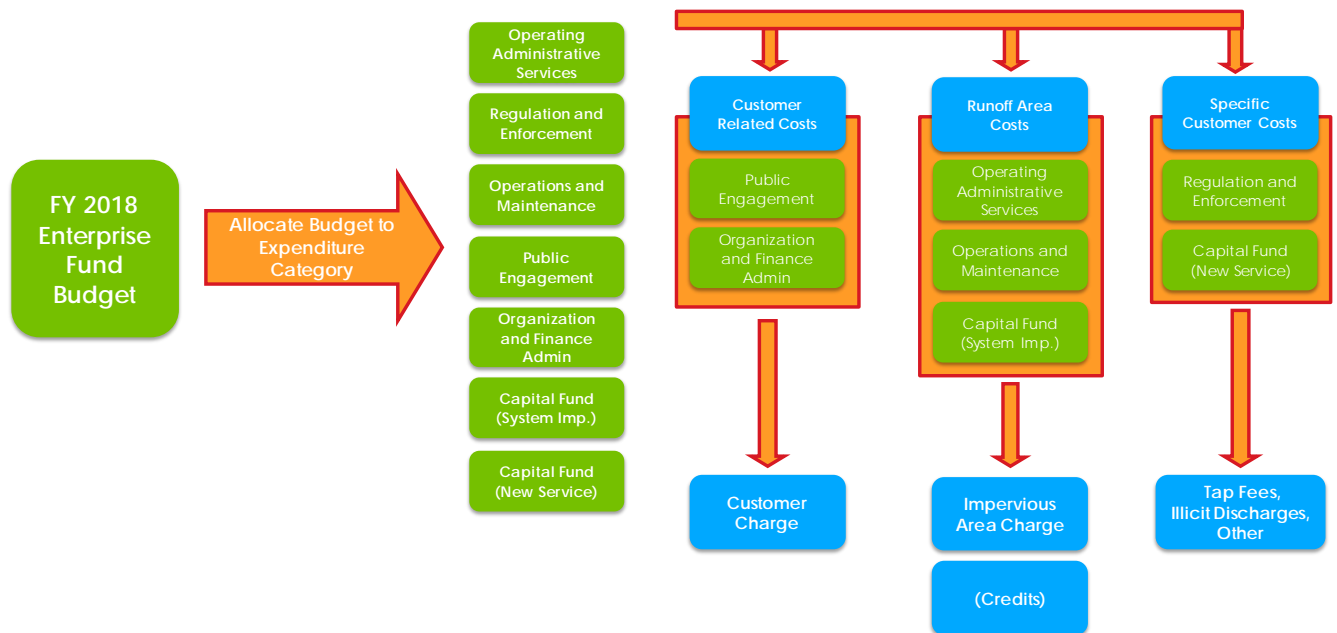 FY 2018
Enterprise
Fund
Budget
Allocate Budget to
Expenditure
Category
Operating
Administrative
Services
Regulation and
Enforcement
Operations and
Maintenance
Public
Engagement
Organization
and Finance
Admin
Capital Fund
(System Imp.)
Capital Fund
(New Service)
Customer
Related Costs
Public
Engagement
Organization
and Finance
Admin
Customer
Charge
Runoff Area
Costs
Operating
Administrative
Services
Operations and
Maintenance
Capital Fund
(System Imp.)
Impervious
Area Charge
(Credits)
Specific
Customer Costs
Regulation and
Enforcement
Capital Fund
(New Service)
Tap Fees,
Illicit Discharges,
Other